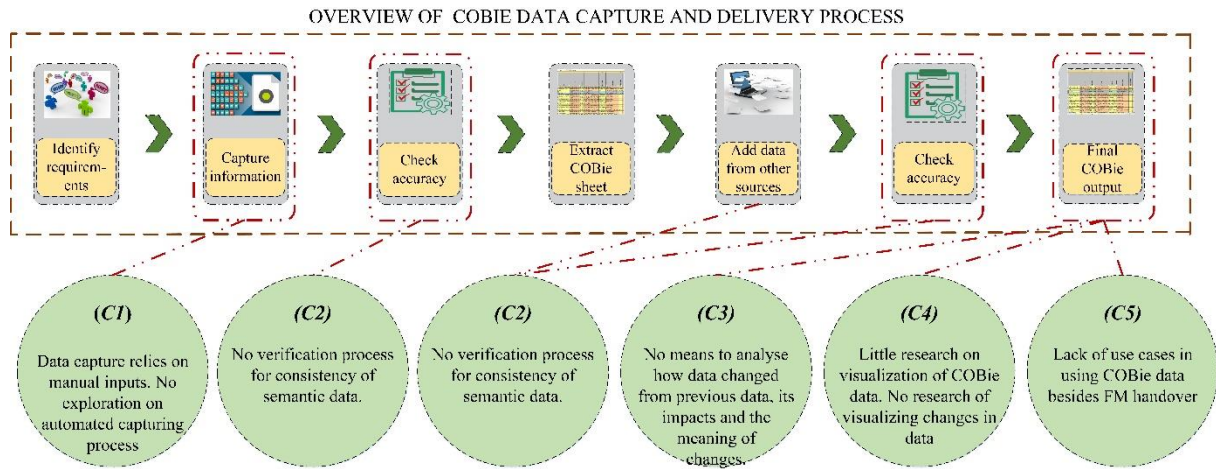 OVERVIEW OF COBIE DATA CAPTURE AND DELIVERY PROCESS
Identify
requirem-
ents
Capture
information
Check
accuracy
Extract
COBie
sheet
Add data
from other
sources
Check
accuracy
Final
COBie
output
(C1)
Data capture relics on
manual inputs. No
exploration on
automated capturing
process
(C2)
No verification process
for consistency of
semantic data.
(C2)
No verification process
for consistency of
semantic data.
(C3)
No means to analyse
how data changed
from previous data, its
impacts and the
meaning of
changes.
(C4)
Little research on
visualization of COBie
data. No research of
visualizing changes in
data
(C5)
Lack of use cases in
using COBie data
besides FM handover